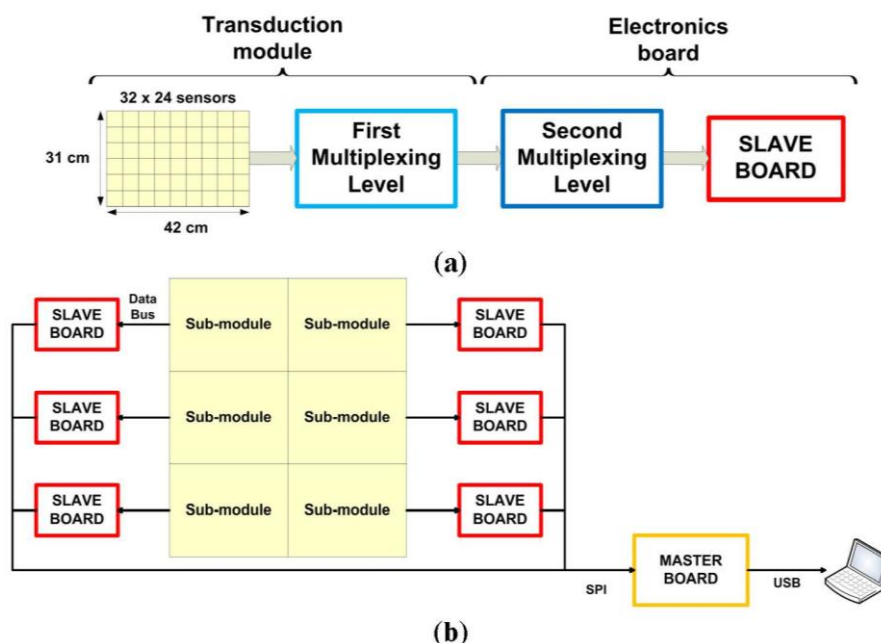 Transduction
module
Electronics
board
32 x 24 sensors
31 cm
42 cm
First
Multiplexing
Level
Second
Multiplexing
Level
SLAVE
BOARD
(a)
SLAVE
BOARD
Data
Bus
Sub-module
Sub-module
SLAVE
BOARD
SLAVE
BOARD
Sub-module
Sub-module
SLAVE
BOARD
SLAVE
BOARD
Sub-module
Sub-module
SLAVE
BOARD
SPI
MASTER
BOARD
USB
(b)